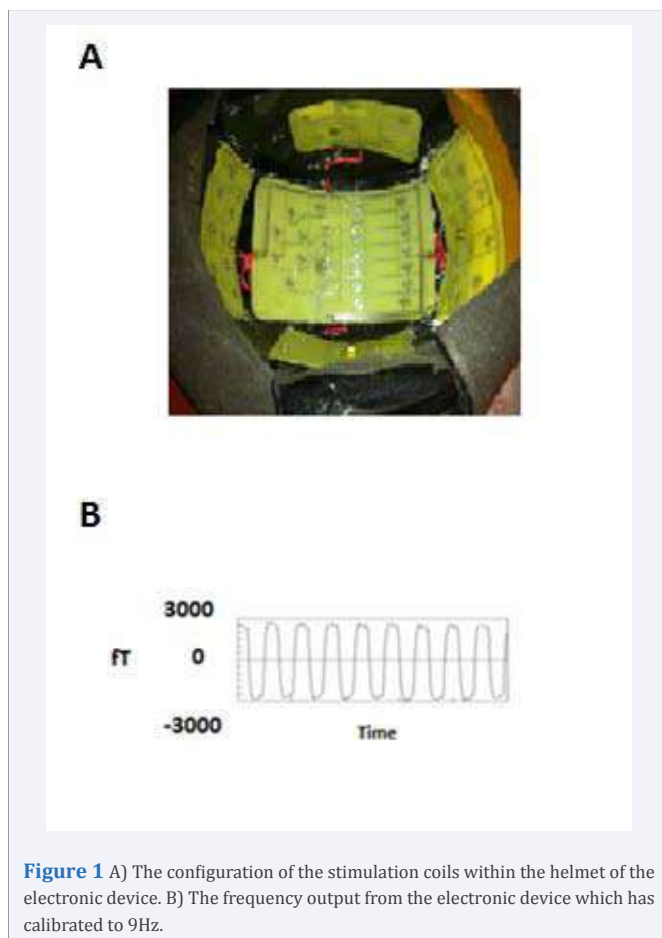 A
B
3000
fT 0
-3000
Time
Figure 1 A) The configuration of the stimulation coils within the helmet of the
electronic device. B) The frequency output from the electronic device which has
calibrated to 9Hz.